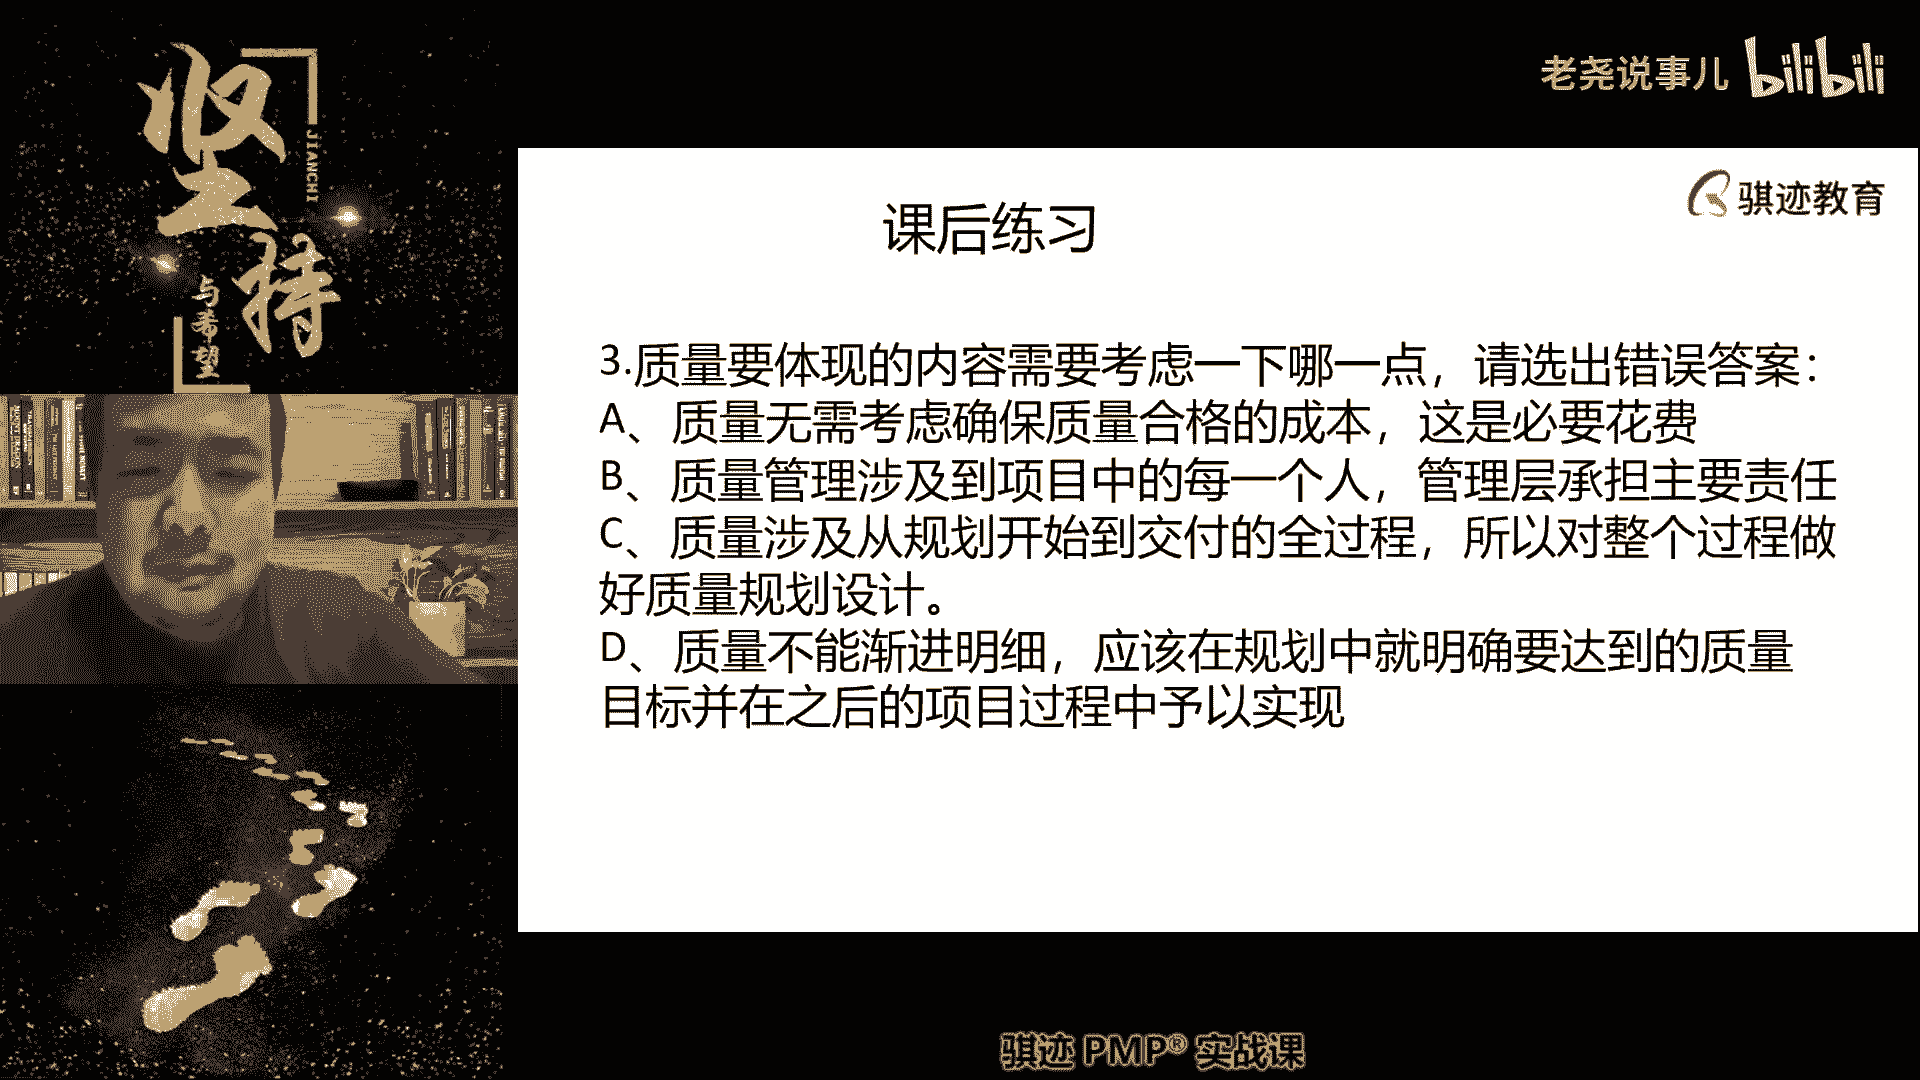 坚持
JIANCHI
与希望
老尧说事儿 bilibili
骐迹教育
课后练习
3.质量要体现的内容需要考虑一下哪一点，请选出错误答案：
A、质量无需考虑确保质量合格的成本，这是必要花费
B、质量管理涉及到项目中的每一个人，管理层承担主要责任
C、质量涉及从规划开始到交付的全过程，所以对整个过程做
好质量规划设计。
D、质量不能渐进明细，应该在规划中就明确要达到的质量
目标并在之后的项目过程中予以实现
骐迹 PMP® 实战课